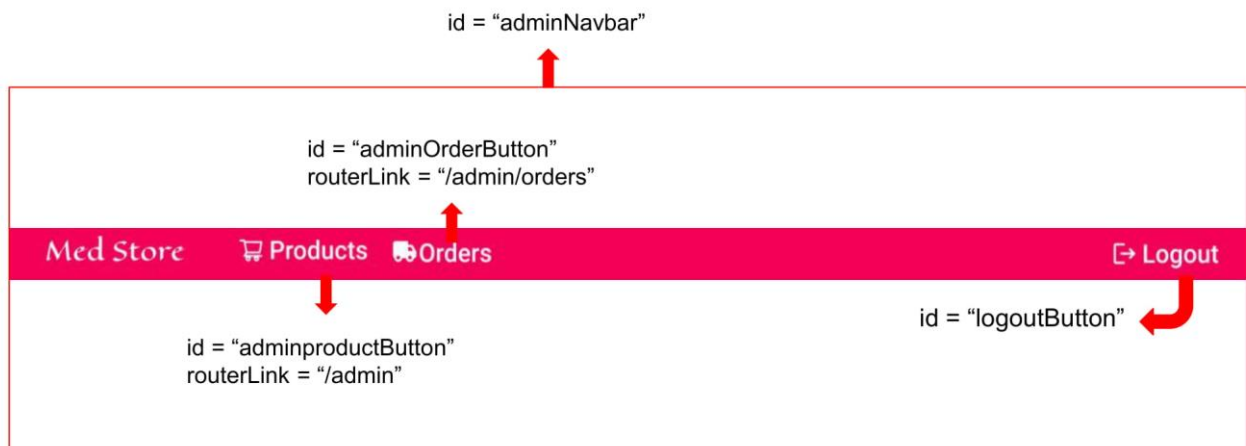 id = “adminNavbar”
id = “adminOrderButton”
routerLink = “/admin/orders”
Med Store Products Orders Logout
id = “logoutButton”
id = “adminproductButton”
routerLink = “/admin”